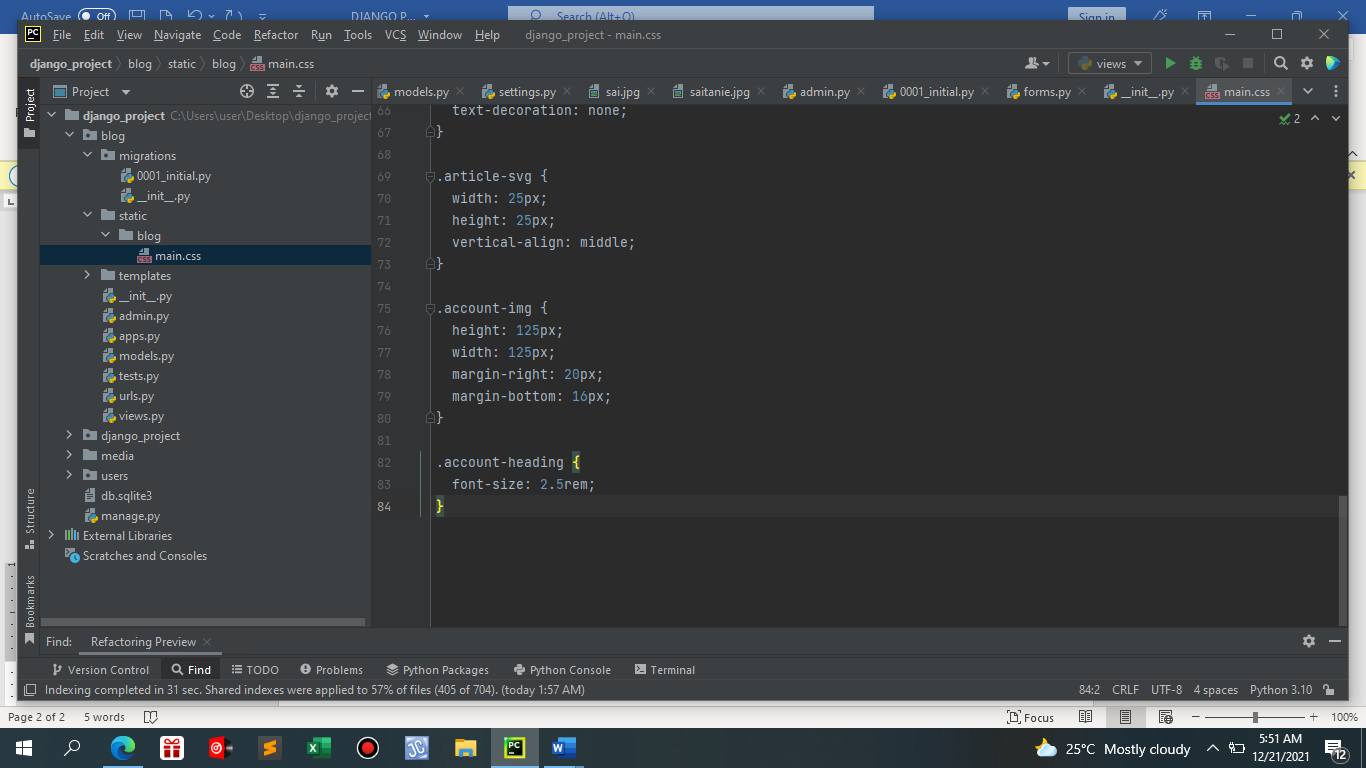 AutoSave Off DJANGO P... Search (Alt+Q) Sign in
PC File Edit View Navigate Code Refactor Run Tools VCS Window Help django_project - main.css
django_project blog static blog main.css views
Project models.py settings.py sai.jpg saitanie.jpg admin.py 0001_initial.py forms.py __init__.py main.css
Project
django_project C:\Users\user\Desktop\django_project
blog
migrations
0001_initial.py
__init__.py
static
blog
main.css
templates
__init__.py
admin.py
apps.py
models.py
tests.py
urls.py
views.py
django_project
media
users
db.sqlite3
manage.py
External Libraries
Scratches and Consoles
Structure
Bookmarks
2
66 text-decoration: none;
67 }
68
69 .article-svg {
70 width: 25px;
71 height: 25px;
72 vertical-align: middle;
73 }
74
75 .account-img {
76 height: 125px;
77 width: 125px;
78 margin-right: 20px;
79 margin-bottom: 16px;
80 }
81
82 .account-heading {
83 font-size: 2.5rem;
84 }
Find: Refactoring Preview
Version Control Find TODO Problems Python Packages Python Console Terminal
Indexing completed in 31 sec. Shared indexes were applied to 57% of files (405 of 704). (today 1:57 AM) 84:2 CRLF UTF-8 4 spaces Python 3.10
Page 2 of 2 5 words Focus 100%
25°C Mostly cloudy 5:51 AM
12/21/2021 12